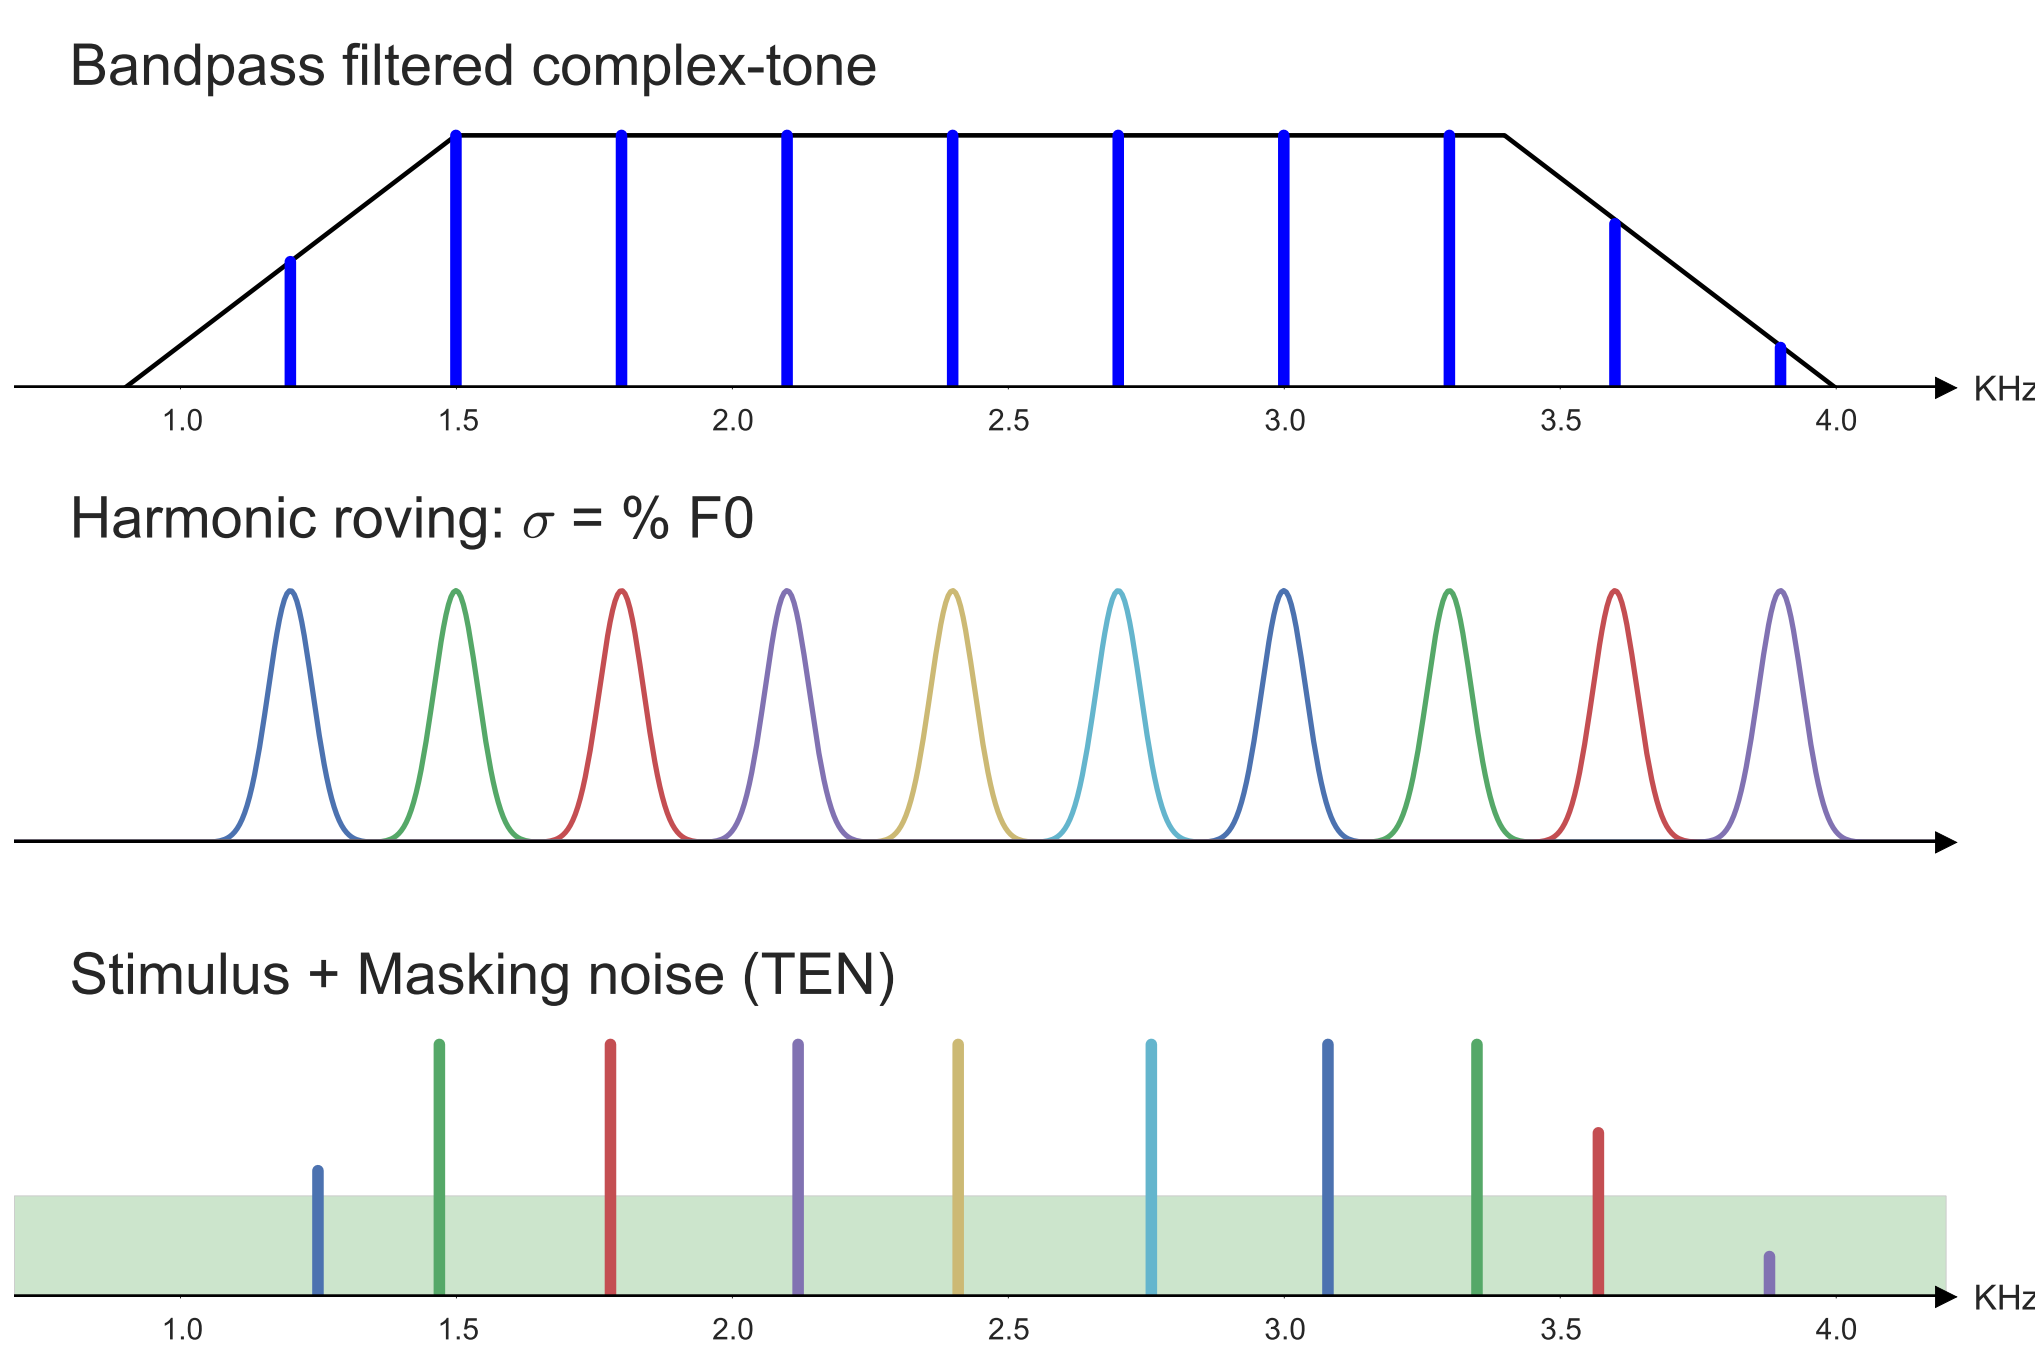 Bandpass filtered complex-tone
KHz
1.0 1.5 2.0 2.5 3.0 3.5 4.0
Harmonic roving: σ = % F0
Stimulus + Masking noise (TEN)
KHz
1.0 1.5 2.0 2.5 3.0 3.5 4.0